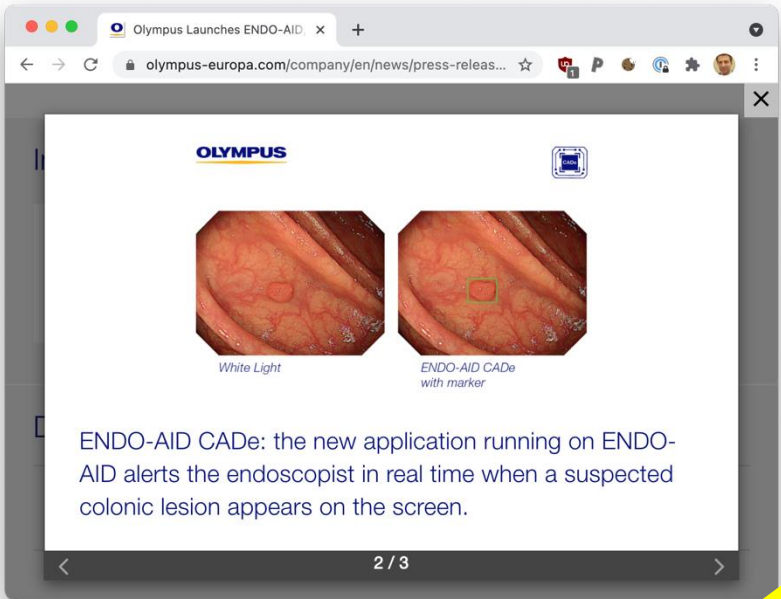 Olympus Launches ENDO-AID,
olympus-europa.com/company/en/news/press-releas...
1
OLYMPUS
CADe
White Light
ENDO-AID CADe
with marker
ENDO-AID CADe: the new application running on ENDO-
AID alerts the endoscopist in real time when a suspected
colonic lesion appears on the screen.
2 / 3